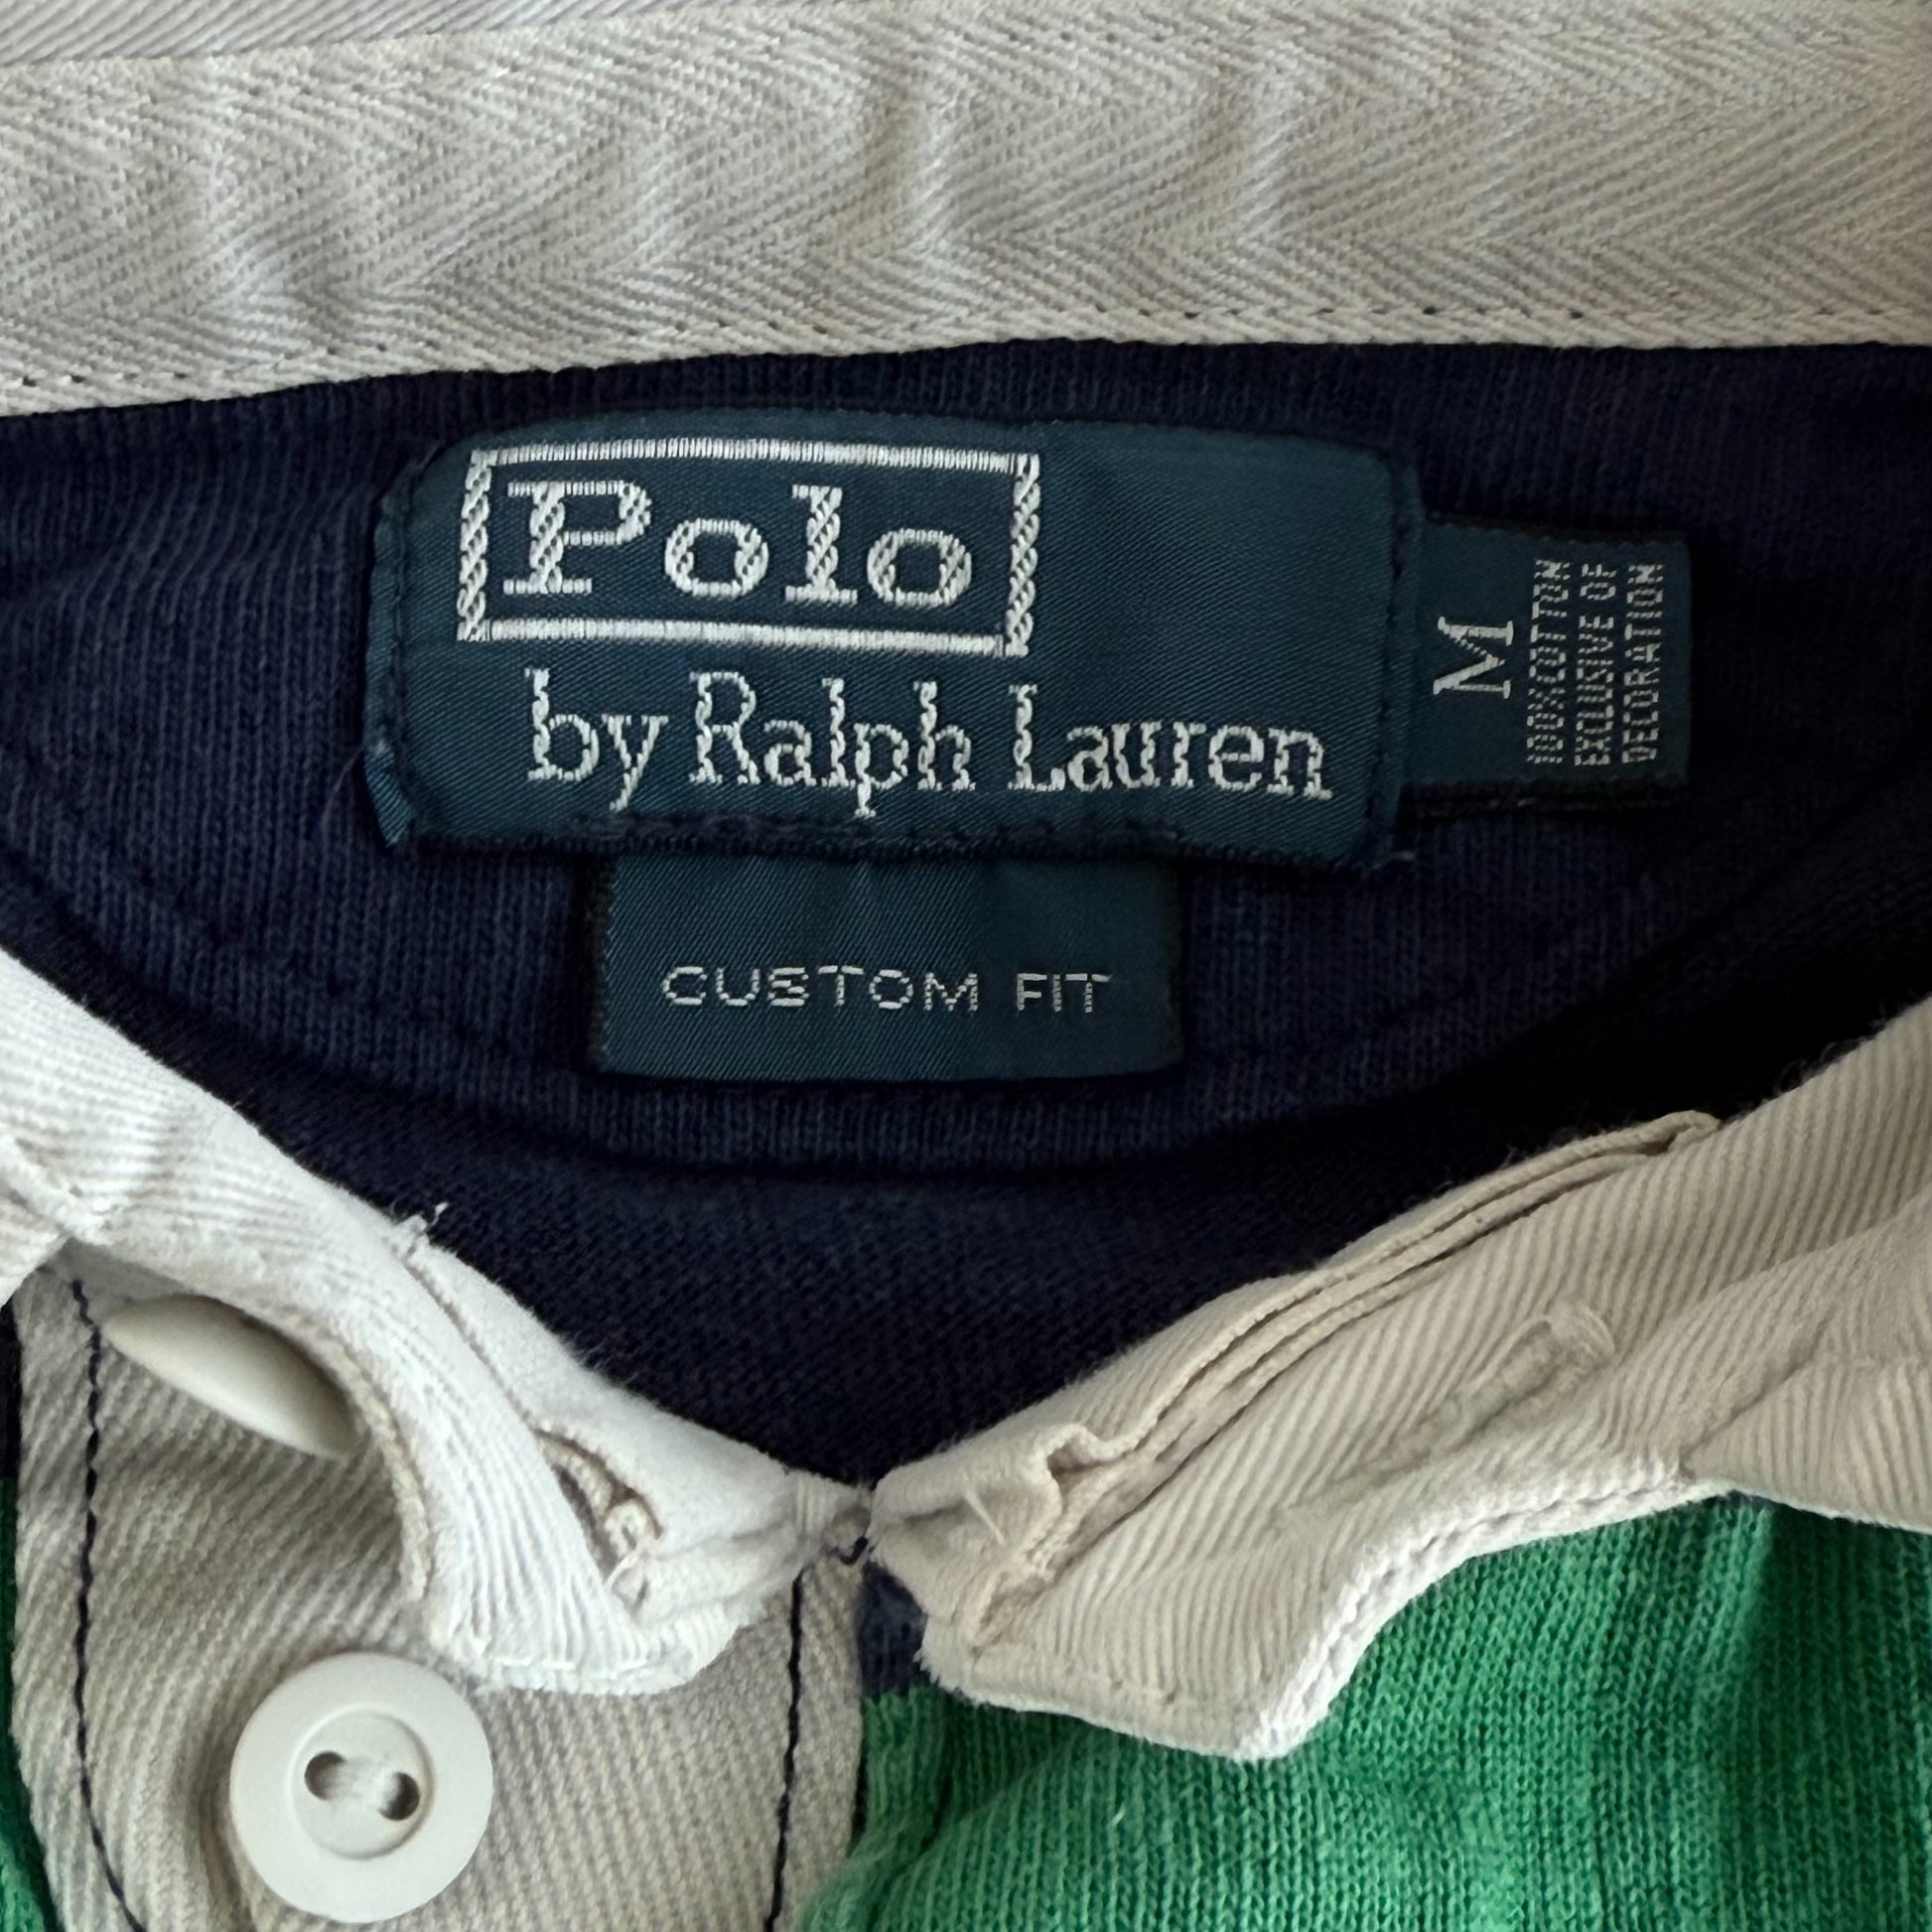 Polo
by Ralph Lauren
M
100%COTTON
EXCLUSIVE OF
DECORATION
CUSTOM FIT